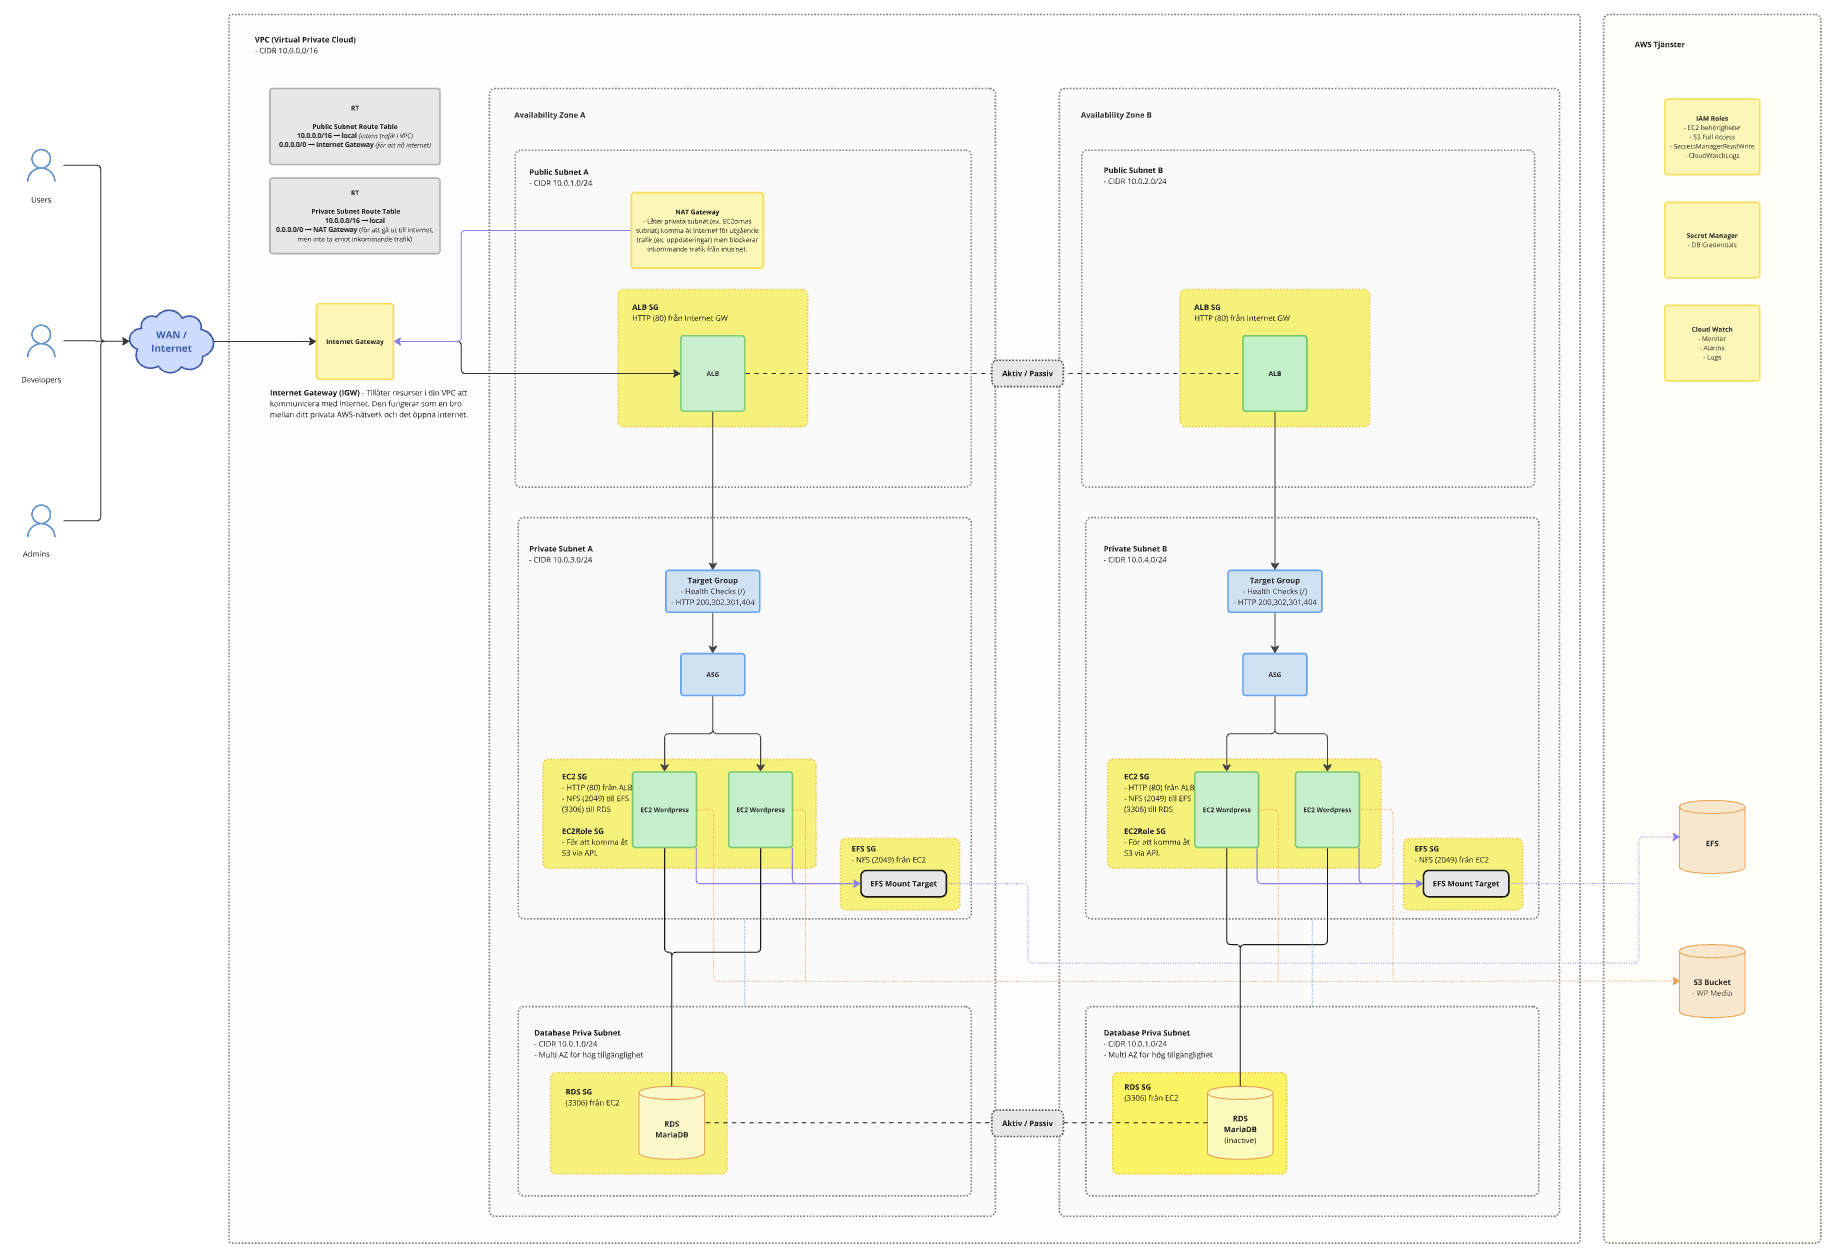 VPC (Virtual Private Cloud)
- CIDR 10.0.0.0/16
AWS Tjänster
RT
Public Subnet Route Table
10.0.0.0/16 → local (intern trafik i VPC)
0.0.0.0/0 → Internet Gateway (för att nå internet)
RT
Private Subnet Route Table
10.0.0.0/16 → local
0.0.0.0/0 → NAT Gateway (för att gå ut till internet,
men inte ta emot inkommande trafik)
Users
Developers
Admins
WAN /
Internet
Internet Gateway
Internet Gateway (IGW) - Tillåter resurser i din VPC att
kommunicera med internet. Den fungerar som en bro
mellan ditt privata AWS-nätverk och det öppna internet.
Availability Zone A
Public Subnet A
- CIDR 10.0.1.0/24
NAT Gateway
- Låter privata subnät (ex. EC2ornas
subnät) komma åt internet för utgående
trafik (ex. uppdateringar) men blockerar
inkommande trafik från internet.
ALB SG
HTTP (80) från Internet GW
ALB
Aktiv / Passiv
Availability Zone B
Public Subnet B
- CIDR 10.0.2.0/24
ALB SG
HTTP (80) från Internet GW
ALB
Private Subnet A
- CIDR 10.0.3.0/24
Target Group
- Health Checks (/)
- HTTP 200,302,301,404
ASG
EC2 SG
- HTTP (80) från ALB
- NFS (2049) till EFS
(3306) till RDS
EC2Role SG
- För att komma åt
S3 via API.
EC2 Wordpress
EC2 Wordpress
EFS SG
- NFS (2049) från EC2
EFS Mount Target
Private Subnet B
- CIDR 10.0.4.0/24
Target Group
- Health Checks (/)
- HTTP 200,302,301,404
ASG
EC2 SG
- HTTP (80) från ALB
- NFS (2049) till EFS
(3306) till RDS
EC2Role SG
- För att komma åt
S3 via API.
EC2 Wordpress
EC2 Wordpress
EFS SG
- NFS (2049) från EC2
EFS Mount Target
Database Priva Subnet
- CIDR 10.0.1.0/24
- Multi AZ för hög tillgänglighet
RDS SG
(3306) från EC2
RDS
MariaDB
Aktiv / Passiv
Database Priva Subnet
- CIDR 10.0.1.0/24
- Multi AZ för hög tillgänglighet
RDS SG
(3306) från EC2
RDS
MariaDB
(inactive)
IAM Roles
- EC2 behörigheter
- S3 Full Access
- SecretsManagerReadWrite
- CloudWatchLogs
Secret Manager
- DB Credentials
Cloud Watch
- Monitor
- Alarms
- Logs
EFS
S3 Bucket
- WP Media